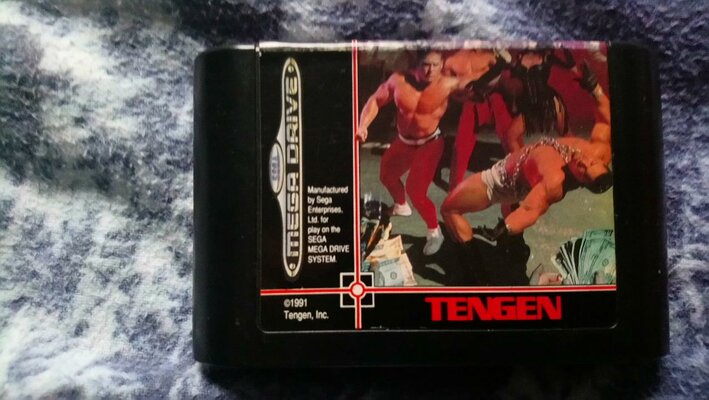 SEGA
MEGA DRIVE
Manufactured
by Sega
Enterprises,
Ltd. for
play on the
SEGA
MEGA DRIVE
SYSTEM.
©1991
Tengen, Inc.
TENGEN